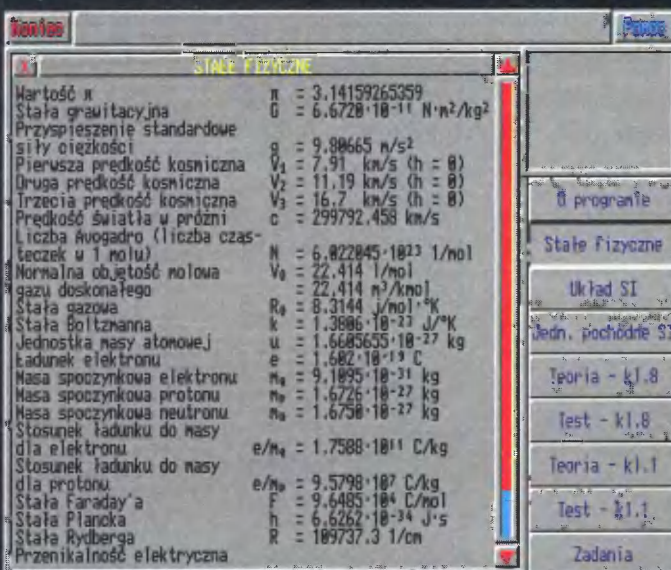 Koniec
Pomoc
STAŁE FIZYCZNE
Wartość π π = 3.14159265359
Stała grawitacyjna G = 6.6720·10⁻¹¹ N·m²/kg²
Przyspieszenie standardowe
siły ciężkości g = 9.80665 m/s²
Pierwsza prędkość kosmiczna V₁ = 7.91 km/s (h = 0)
Druga prędkość kosmiczna V₂ = 11.19 km/s (h = 0)
Trzecia prędkość kosmiczna V₃ = 16.7 km/s (h = 0)
Prędkość światła w próżni c = 299792.458 km/s
Liczba Avogadro (liczba czas-
teczek w 1 molu) N = 6.022045·10²³ 1/mol
Normalna objętość molowa V₀ = 22.414 l/mol
gazu doskonałego = 22.414 m³/kmol
Stała gazowa R₀ = 8.3144 J/mol·°K
Stała Boltzmanna k = 1.3806·10⁻²³ J/°K
Jednostka masy atomowej u = 1.6605655·10⁻²⁷ kg
Ładunek elektronu e = 1.602·10⁻¹⁹ C
Masa spoczynkowa elektronu mₑ = 9.1095·10⁻³¹ kg
Masa spoczynkowa protonu mₚ = 1.6726·10⁻²⁷ kg
Masa spoczynkowa neutronu mₙ = 1.6750·10⁻²⁷ kg
Stosunek ładunku do masy
dla elektronu e/mₑ = 1.7588·10¹¹ C/kg
Stosunek ładunku do masy
dla protonu e/mₚ = 9.5798·10⁷ C/kg
Stała Faraday'a F = 9.6485·10⁴ C/mol
Stała Plancka h = 6.6262·10⁻³⁴ J·s
Stała Rydberga R = 109737.3 1/cm
Przenikalność elektryczna
O programie
Stałe fizyczne
Układ SI
Jedn. pochodne SI
Teoria - kl.8
Test - kl.8
Teoria - kl.1
Test - kl.1
Zadania